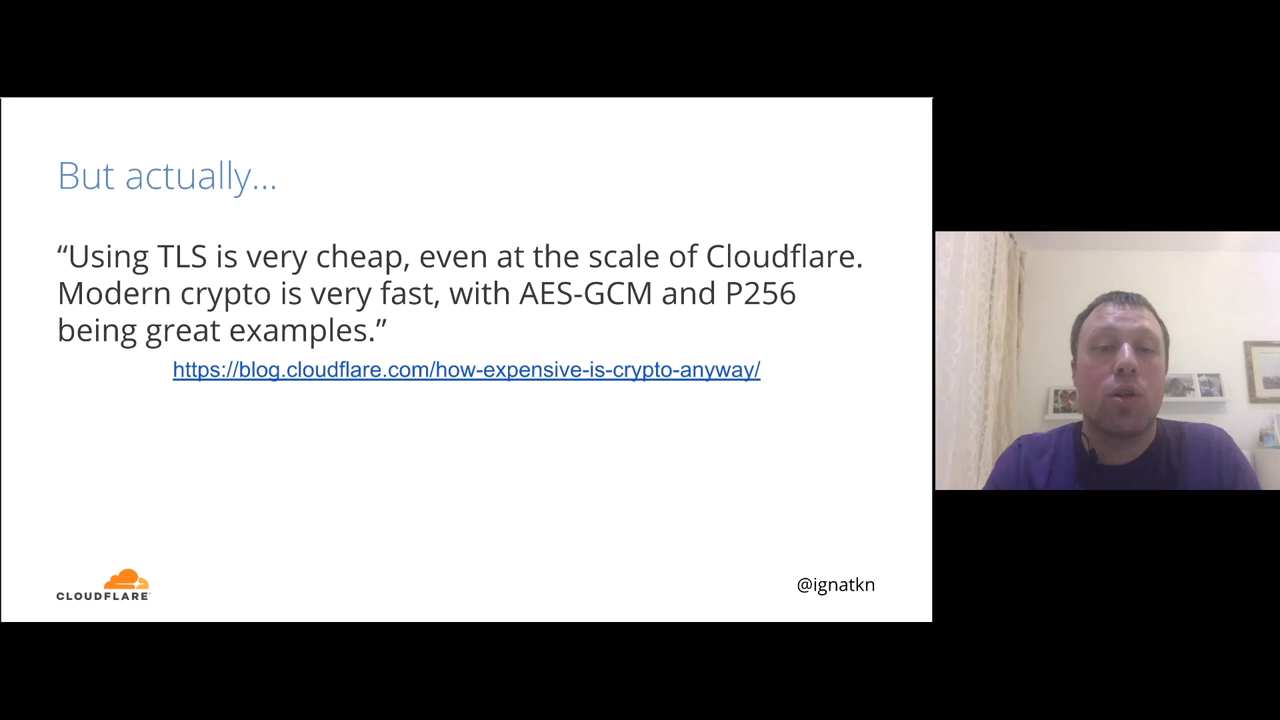 But actually...
“Using TLS is very cheap, even at the scale of Cloudflare.
Modern crypto is very fast, with AES-GCM and P256
being great examples.”
https://blog.cloudflare.com/how-expensive-is-crypto-anyway/
CLOUDFLARE
@ignatkn